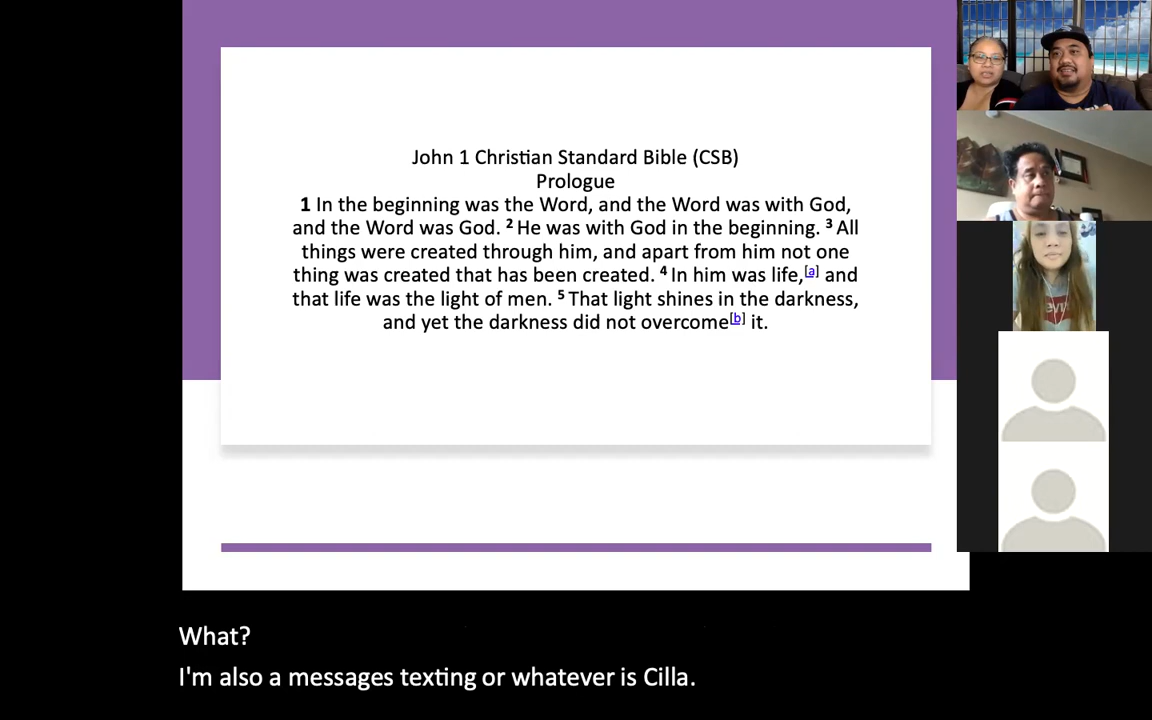 John 1 Christian Standard Bible (CSB)
Prologue
1 In the beginning was the Word, and the Word was with God,
and the Word was God. 2 He was with God in the beginning. 3 All
things were created through him, and apart from him not one
thing was created that has been created. 4 In him was life,[a] and
that life was the light of men. 5 That light shines in the darkness,
and yet the darkness did not overcome[b] it.
What?
I'm also a messages texting or whatever is Cilla.